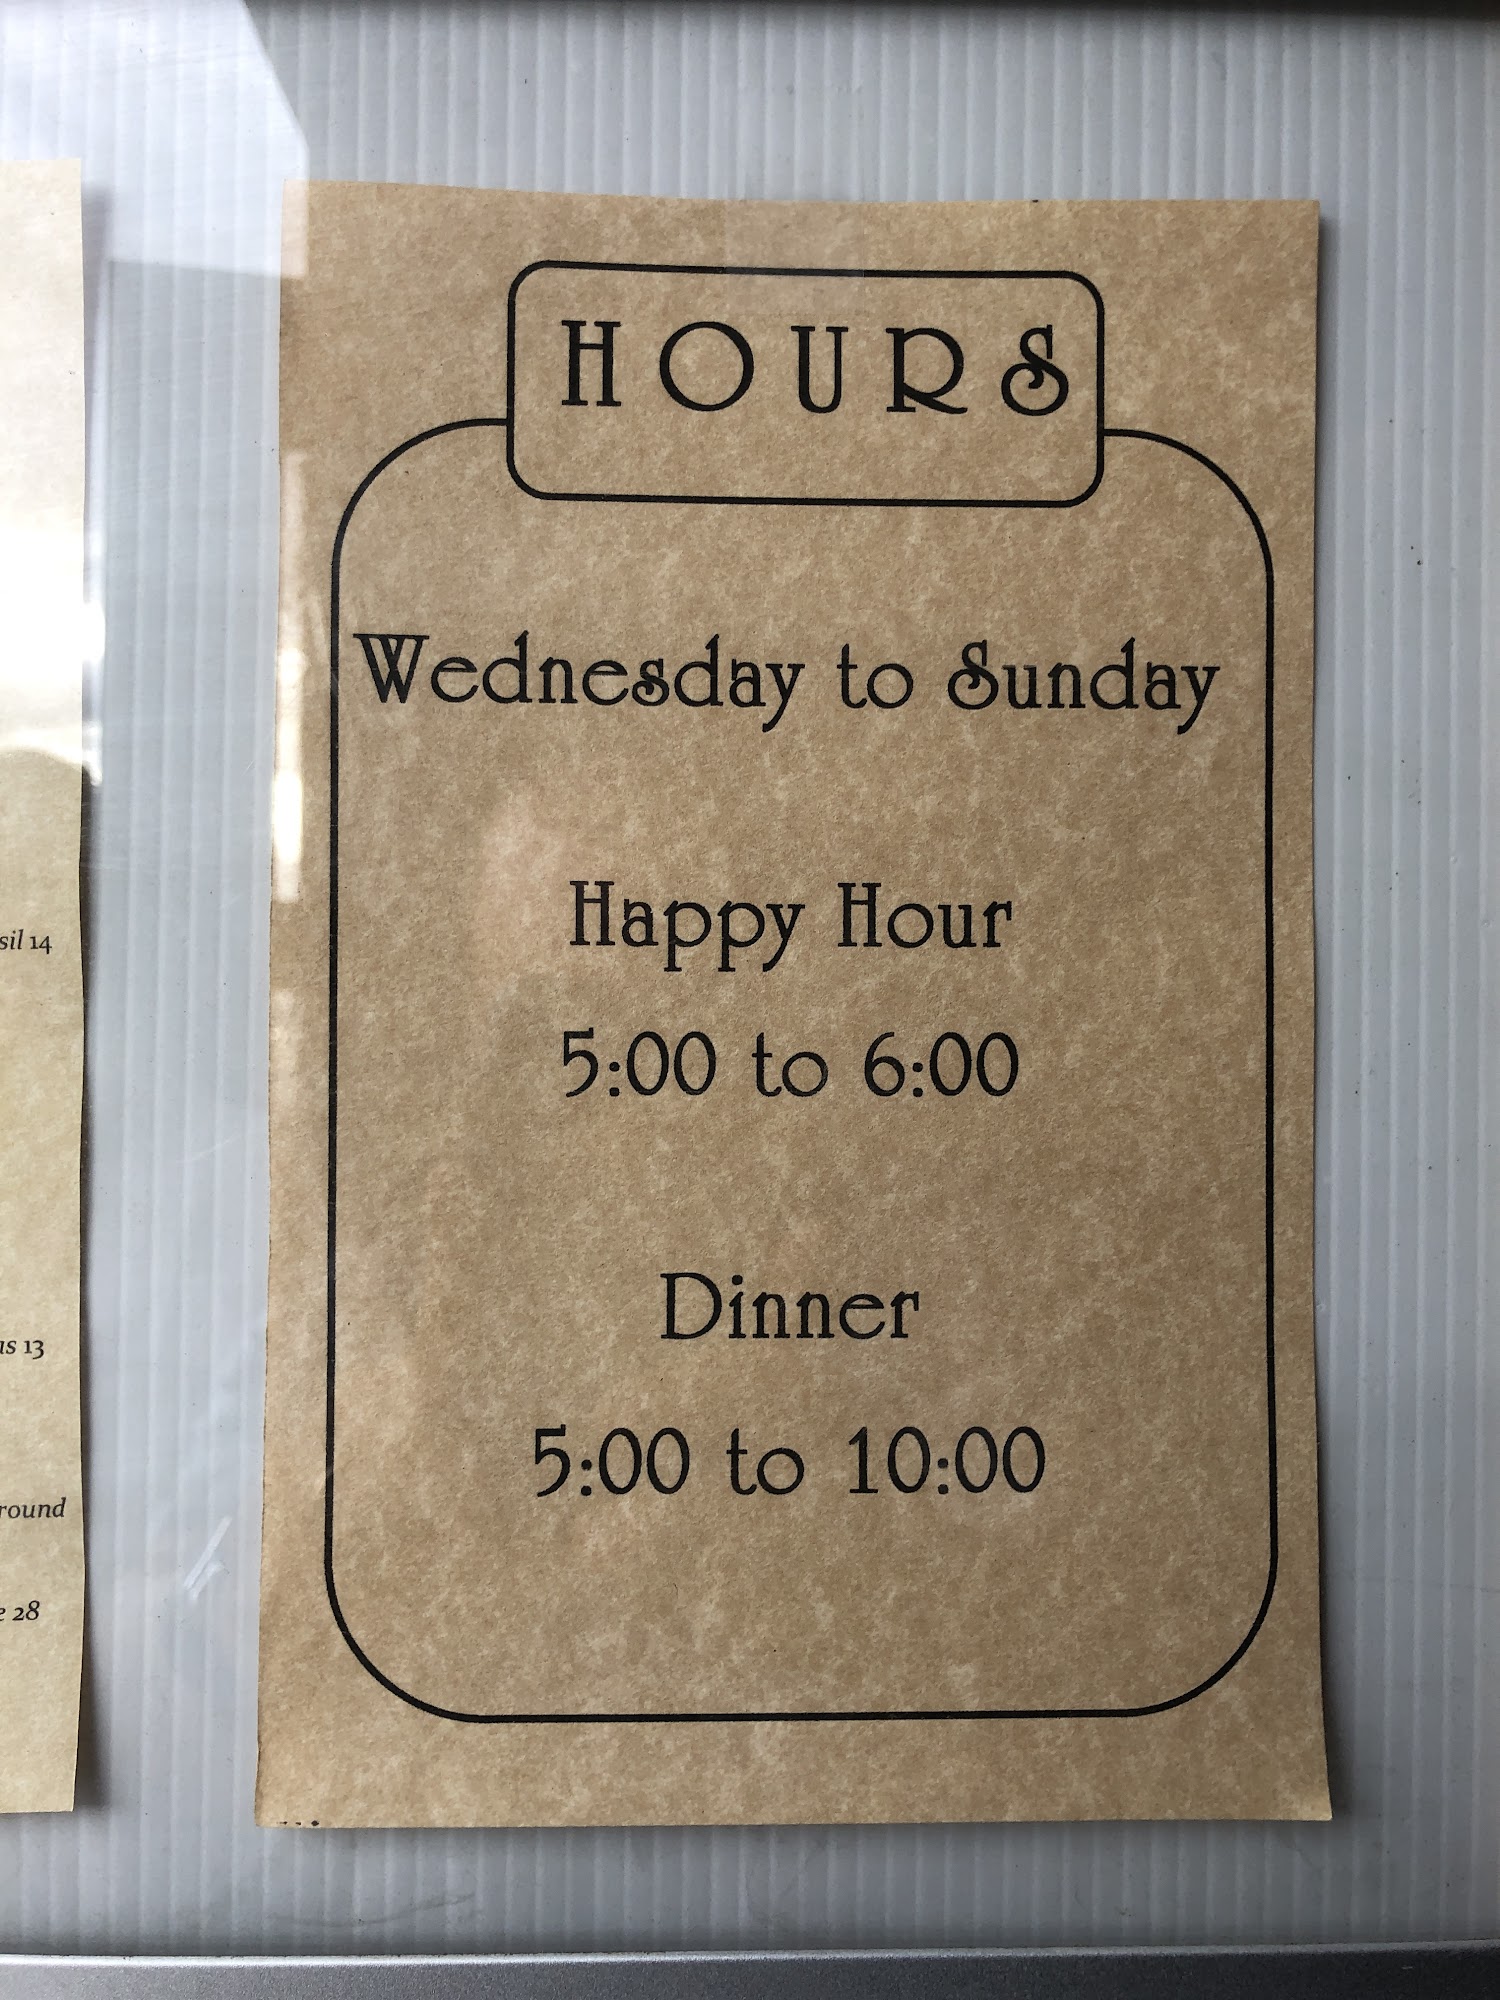 sil 14
us 13
round
e 28
HOURS
Wednesday to Sunday
Happy Hour
5:00 to 6:00
Dinner
5:00 to 10:00